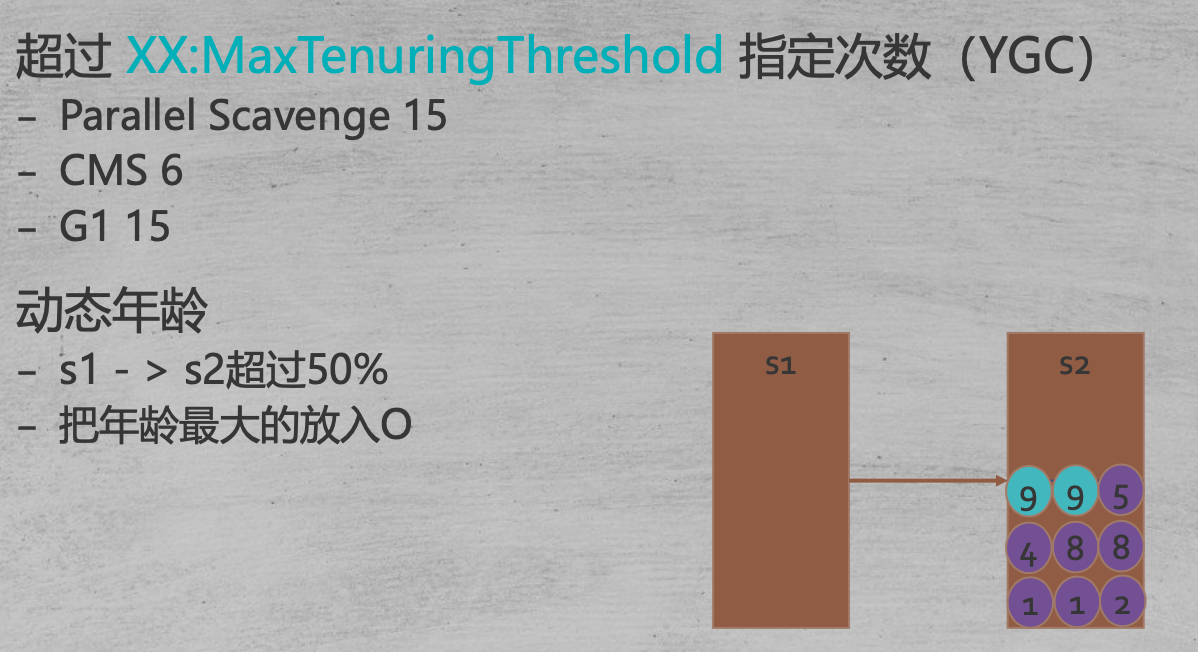 超过 XX:MaxTenuringThreshold 指定次数（YGC）
– Parallel Scavenge 15
– CMS 6
– G1 15
动态年龄
– s1 - > s2超过50%
– 把年龄最大的放入O
S1
S2
9 9 5
4 8 8
1 1 2